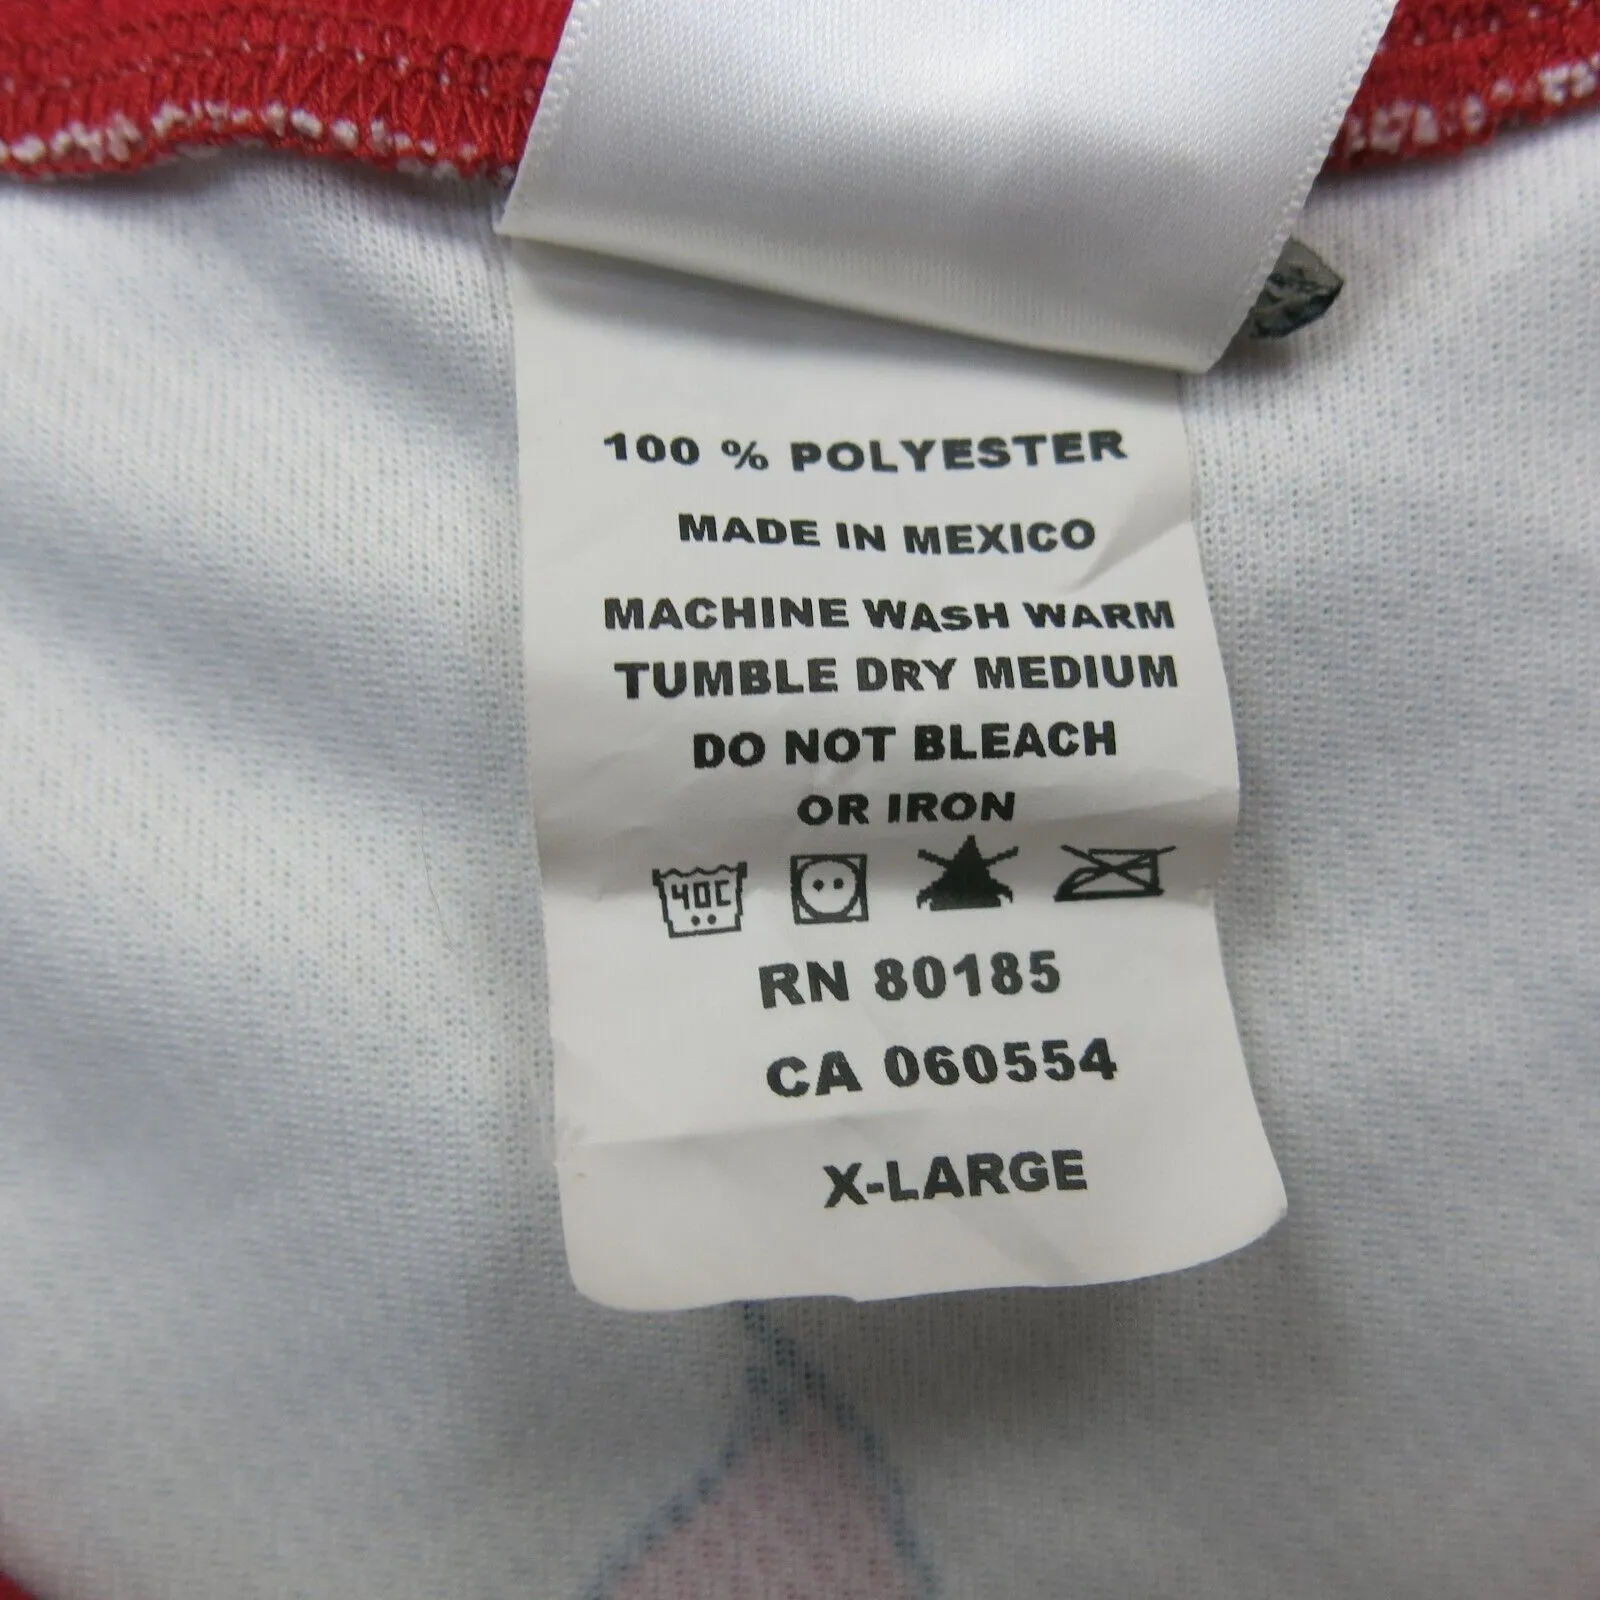 100 % POLYESTER
MADE IN MEXICO
MACHINE WASH WARM
TUMBLE DRY MEDIUM
DO NOT BLEACH
OR IRON
40C
RN 80185
CA 060554
X-LARGE